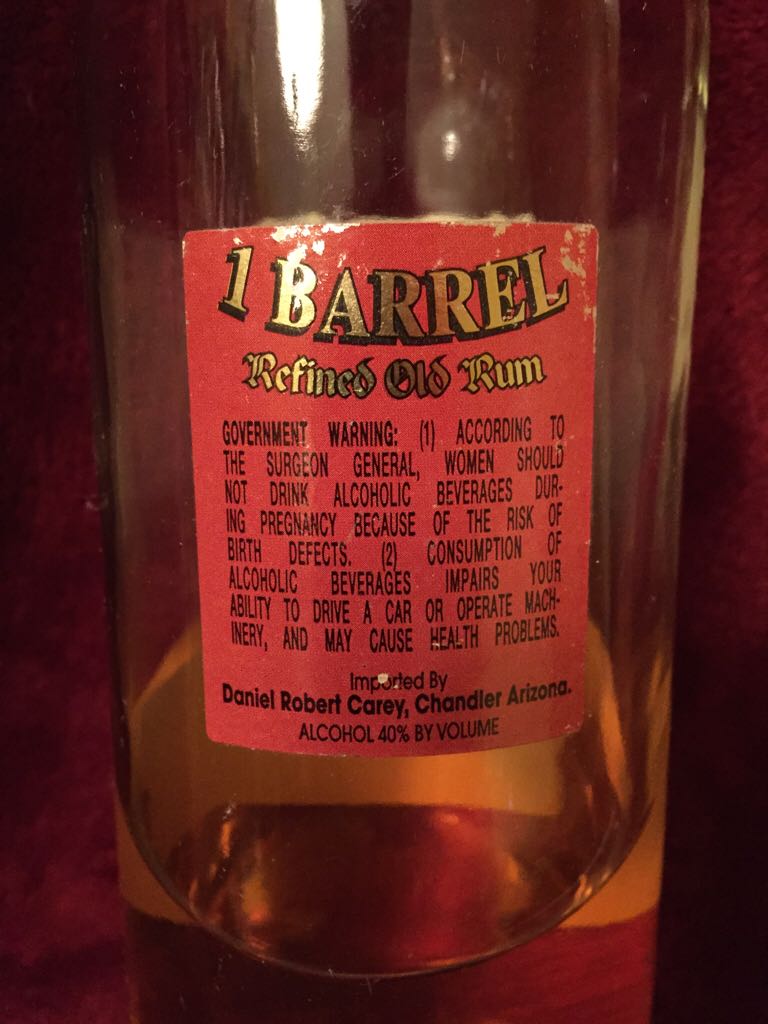 1 BARREL
Refined Old Rum
GOVERNMENT WARNING: (1) ACCORDING TO
THE SURGEON GENERAL, WOMEN SHOULD
NOT DRINK ALCOHOLIC BEVERAGES DUR-
ING PREGNANCY BECAUSE OF THE RISK OF
BIRTH DEFECTS. (2) CONSUMPTION OF
ALCOHOLIC BEVERAGES IMPAIRS YOUR
ABILITY TO DRIVE A CAR OR OPERATE MACH-
INERY, AND MAY CAUSE HEALTH PROBLEMS.
Imported By
Daniel Robert Carey, Chandler Arizona.
ALCOHOL 40% BY VOLUME